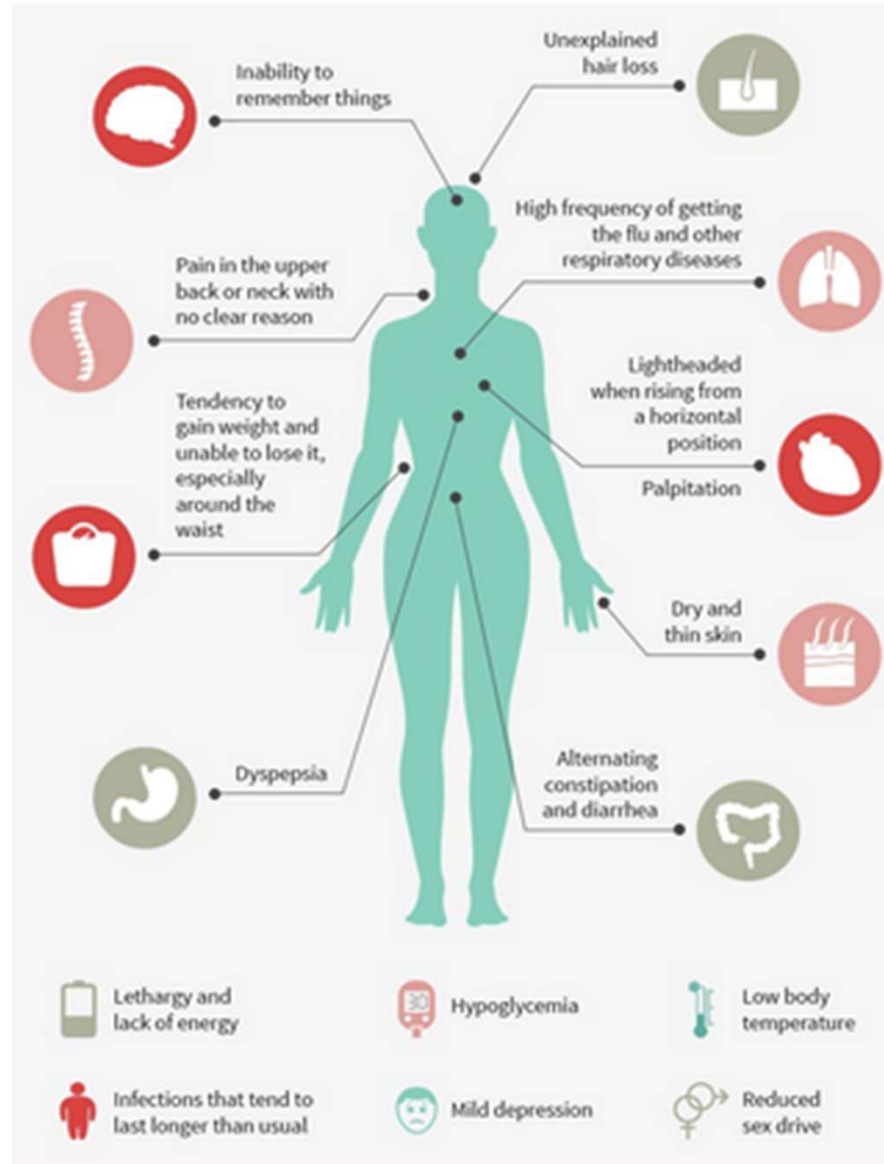 Inability to
remember things
Unexplained
hair loss
High frequency of getting
the flu and other
respiratory diseases
Pain in the upper
back or neck with
no clear reason
Lightheaded
when rising from
a horizontal
position
Palpitation
Tendency to
gain weight and
unable to lose it,
especially
around the
waist
Dry and
thin skin
Dyspepsia
Alternating
constipation
and diarrhea
Lethargy and
lack of energy
30
Hypoglycemia
Low body
temperature
Infections that tend to
last longer than usual
Mild depression
Reduced
sex drive